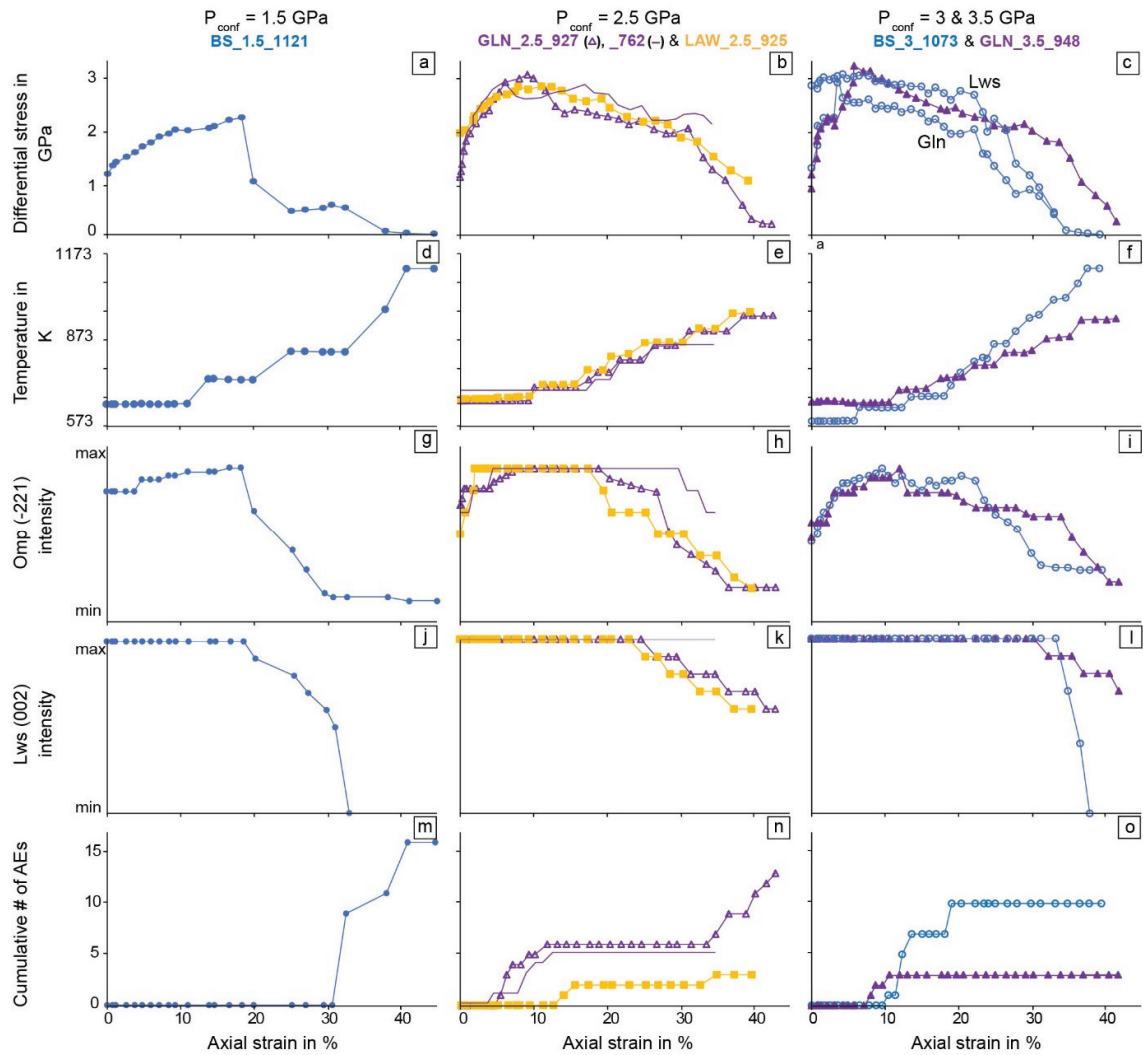 P_conf = 1.5 GPa
BS_1.5_1121
P_conf = 2.5 GPa
GLN_2.5_927 (△), _762 (–) & LAW_2.5_925
P_conf = 3 & 3.5 GPa
BS_3_1073 & GLN_3.5_948
Differential stress in
GPa
3
2
1
0
a
b
c
Lws
Gln
Temperature in
K
1173
873
573
d
e
a
f
Omp (-221)
intensity
max
min
g
h
i
Lws (002)
intensity
max
min
j
k
l
Cumulative # of AEs
15
10
5
0
m
n
o
0 10 20 30 40
0 10 20 30 40
0 10 20 30 40
Axial strain in %
Axial strain in %
Axial strain in %